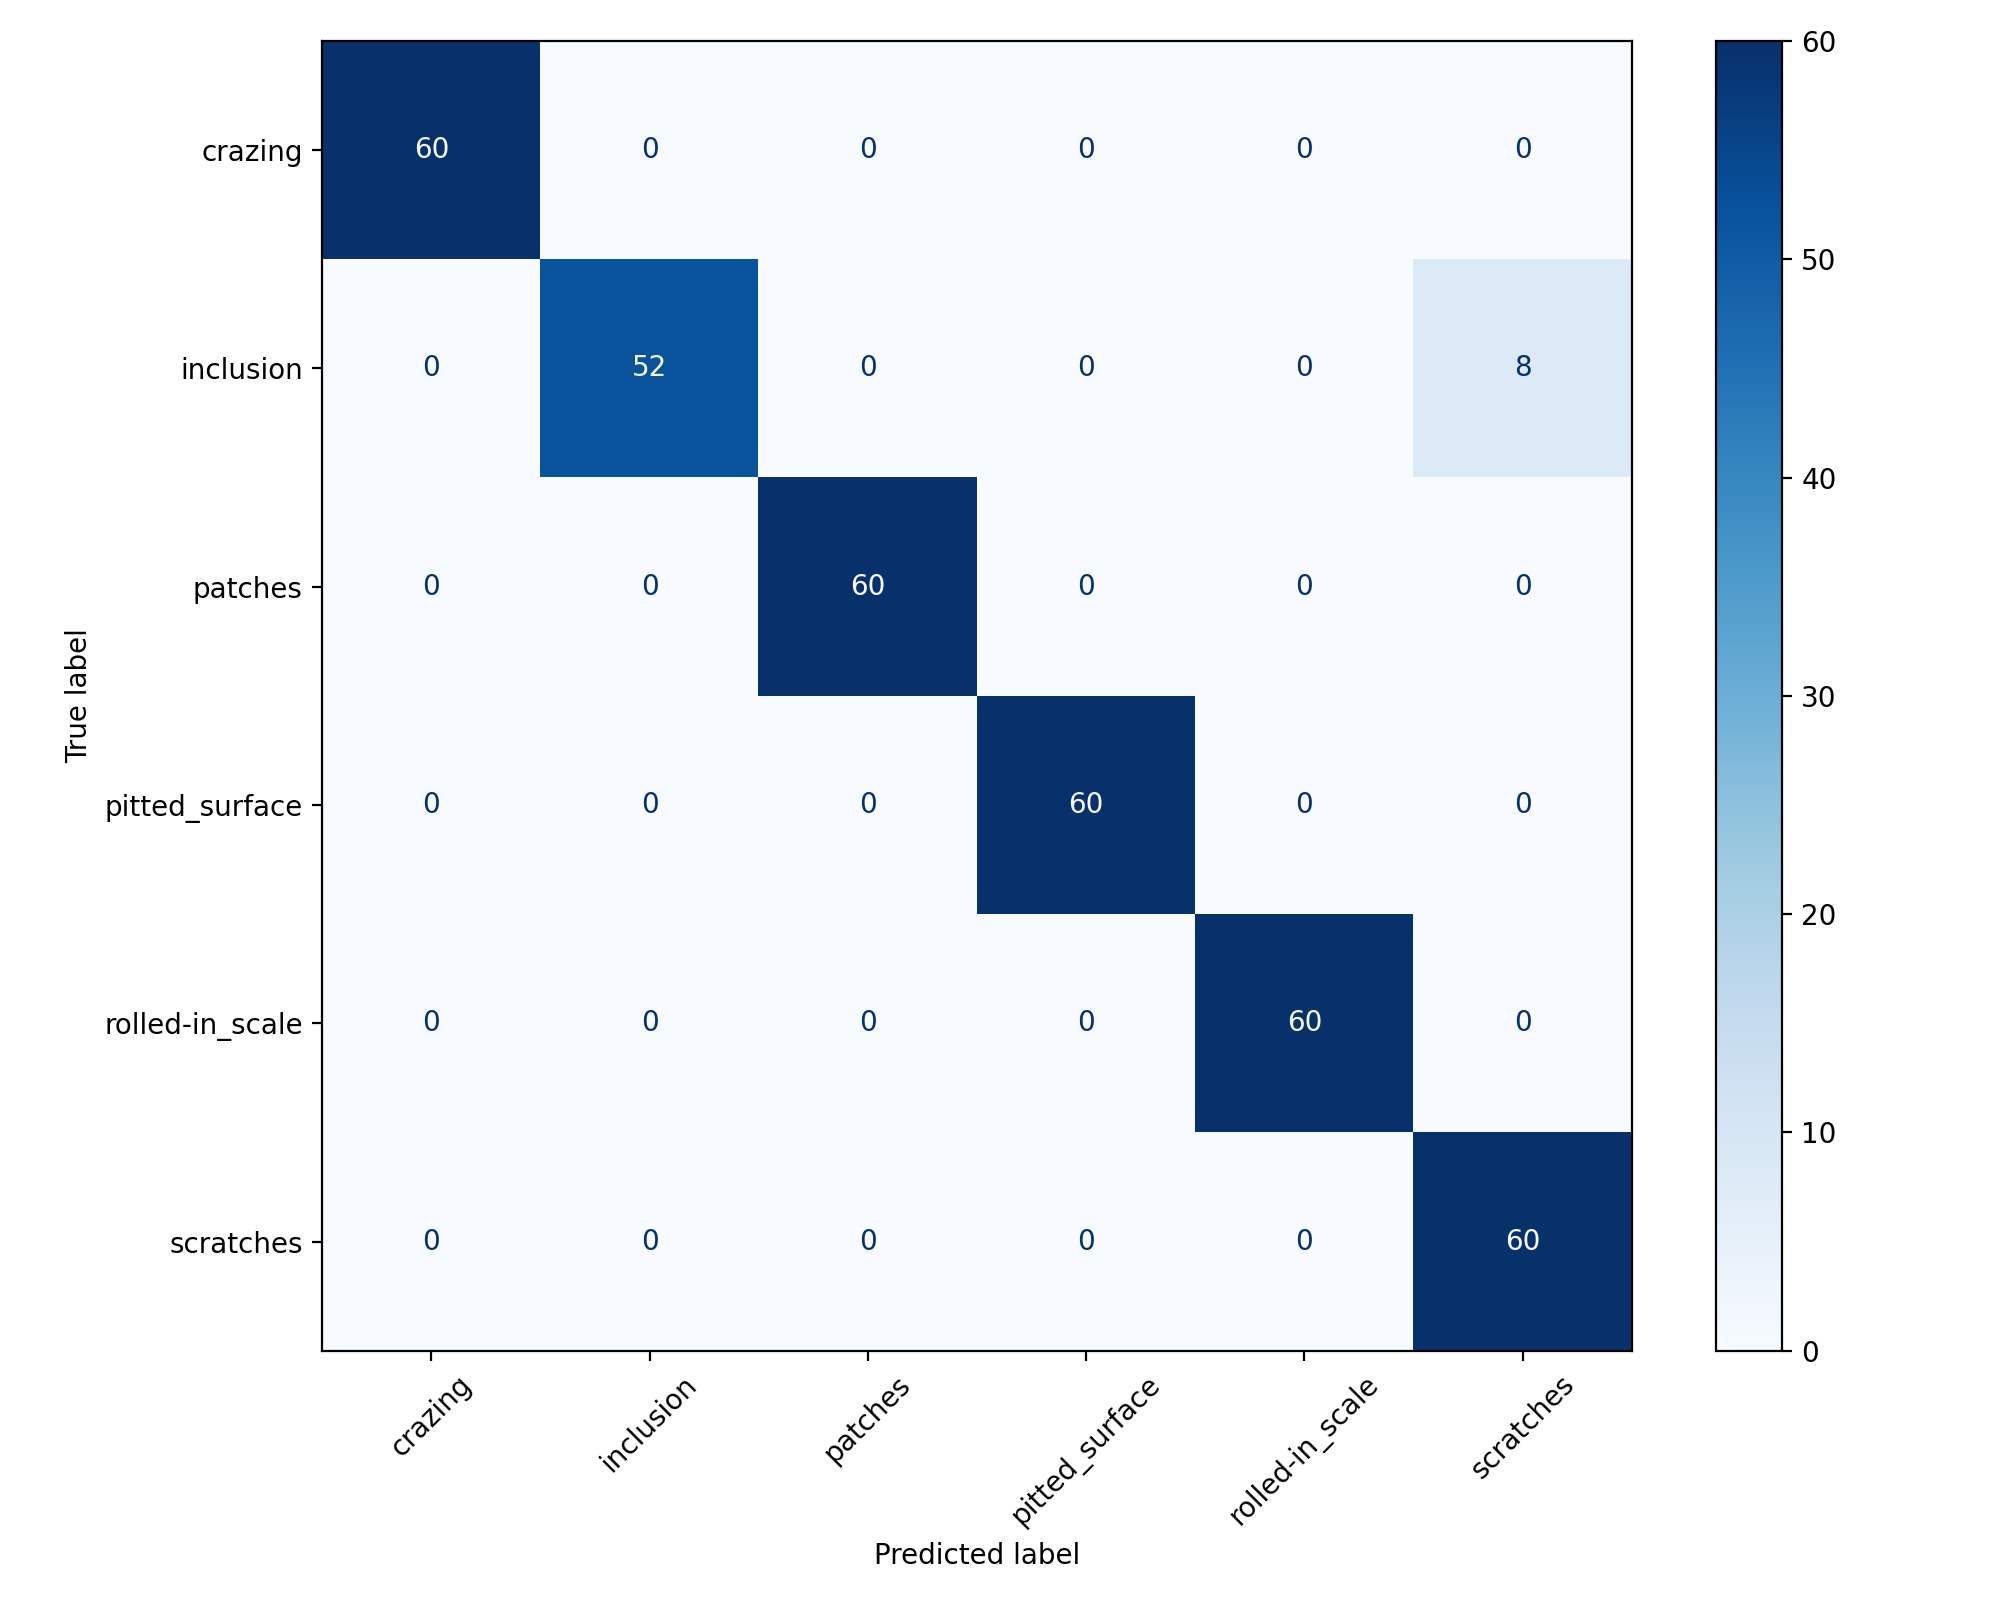 crazing 60 0 0 0 0 0
inclusion 0 52 0 0 0 8
patches 0 0 60 0 0 0
pitted_surface 0 0 0 60 0 0
rolled-in_scale 0 0 0 0 60 0
scratches 0 0 0 0 0 60
True label
crazing inclusion patches pitted_surface rolled-in_scale scratches
Predicted label
60
50
40
30
20
10
0